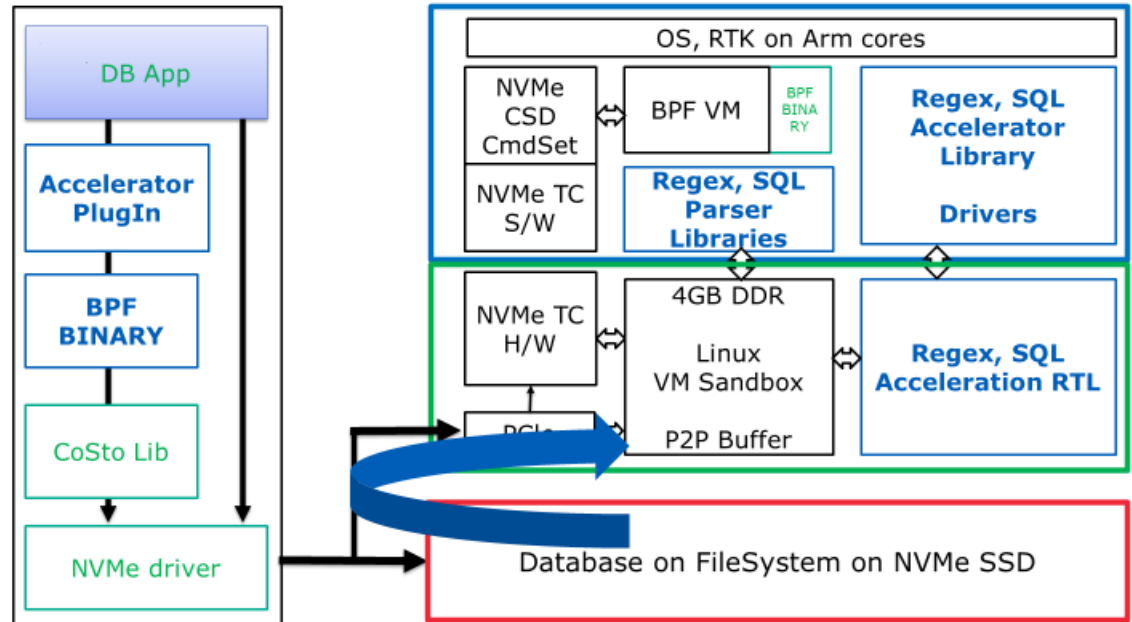 DB App
Accelerator
PlugIn
BPF
BINARY
CoSto Lib
NVMe driver
OS, RTK on Arm cores
NVMe
CSD
CmdSet
BPF VM
BPF
BINA
RY
Regex, SQL
Accelerator
Library
Drivers
NVMe TC
S/W
Regex, SQL
Parser
Libraries
NVMe TC
H/W
4GB DDR
Linux
VM Sandbox
P2P Buffer
Regex, SQL
Acceleration RTL
Database on FileSystem on NVMe SSD